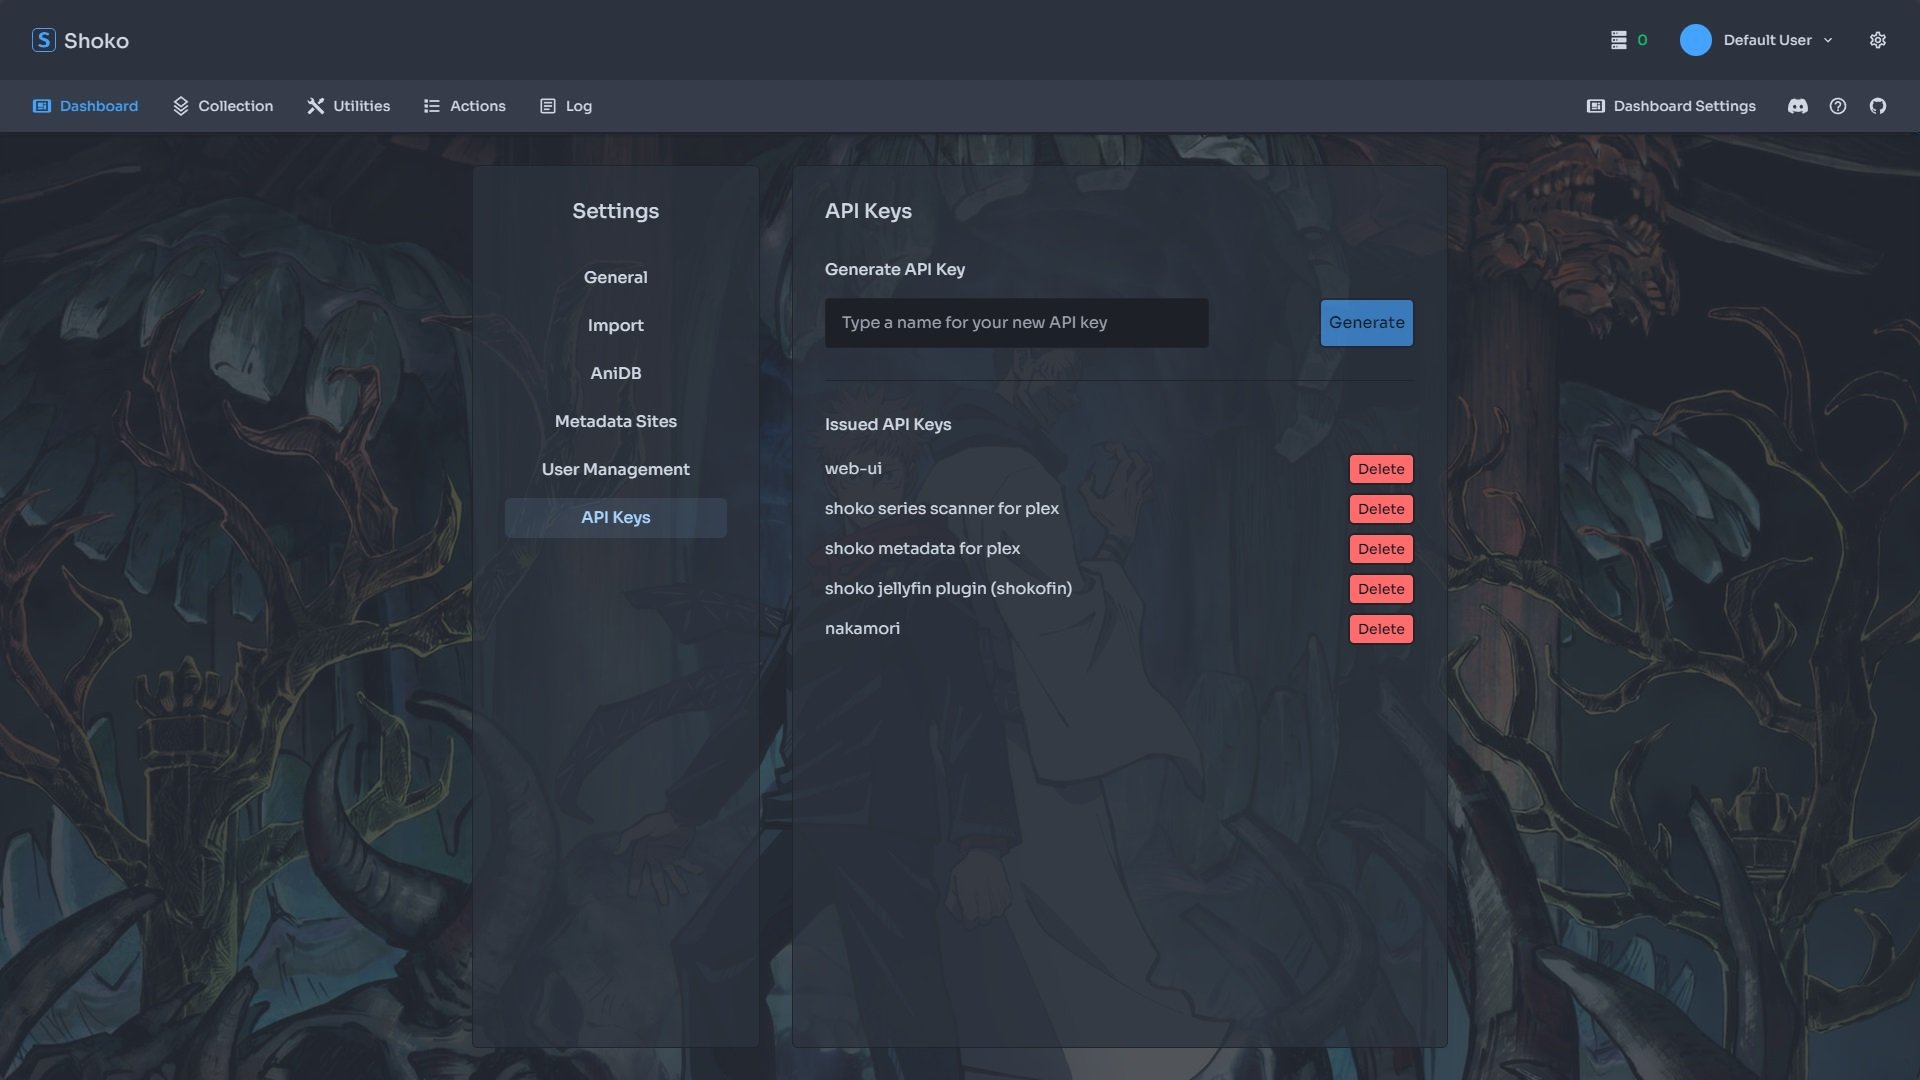 S Shoko
0
Default User
Dashboard
Collection
Utilities
Actions
Log
Dashboard Settings
Settings
General
Import
AniDB
Metadata Sites
User Management
API Keys
API Keys
Generate API Key
Type a name for your new API key
Generate
Issued API Keys
web-ui Delete
shoko series scanner for plex Delete
shoko metadata for plex Delete
shoko jellyfin plugin (shokofin) Delete
nakamori Delete